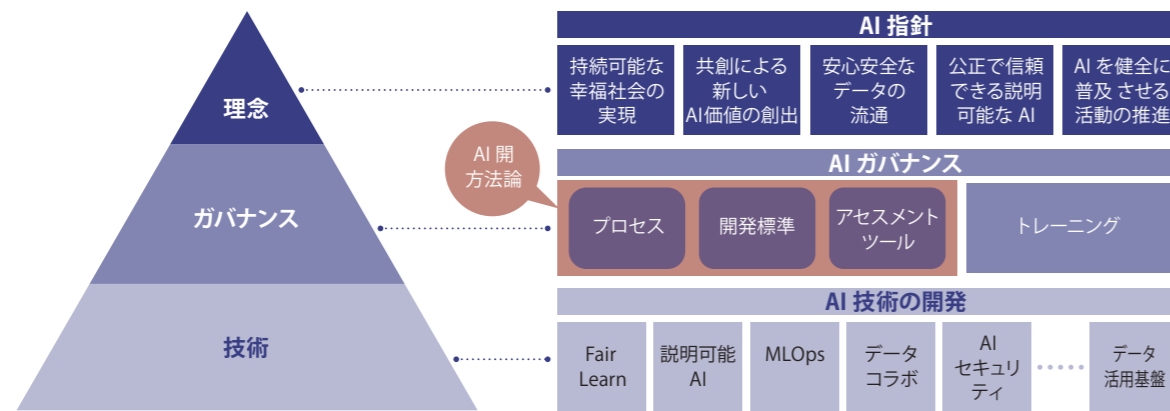 理念
ガバナンス
技術
AI 指針
持続可能な
幸福社会の
実現
共創による
新しい
AI価値の創出
安心安全な
データの
流通
公正で信頼
できる説明
可能な AI
AI を健全に
普及 させる
活動の推進
AI 開
方法論
AI ガバナンス
プロセス
開発標準
アセスメント
ツール
トレーニング
AI 技術の開発
Fair
Learn
説明可能
AI
MLOps
データ
コラボ
AI
セキュリ
ティ
データ
活用基盤